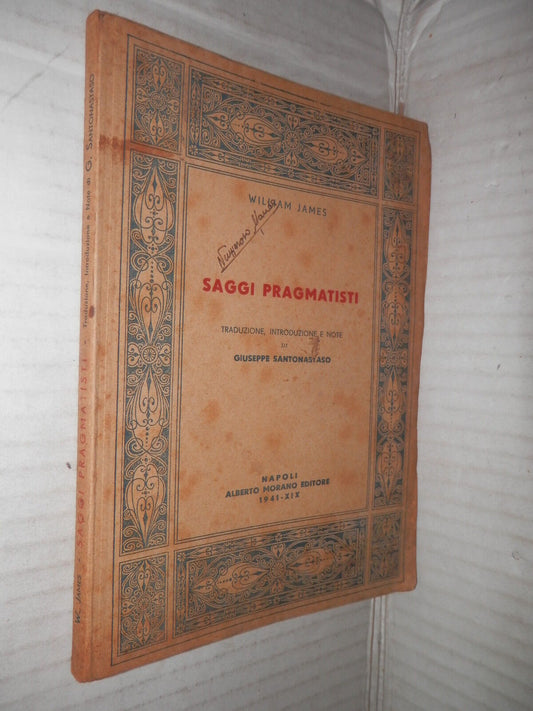 WILLIAM JAMES
SAGGI PRAGMATISTI
TRADUZIONE, INTRODUZIONE E NOTE
DI
GIUSEPPE SANTONASTASO
NAPOLI
ALBERTO MORANO EDITORE
1941-XIX
W. JAMES - SAGGI PRAGMATISTI - Traduzione, Introduzione e Note di G. SANTONASTASO